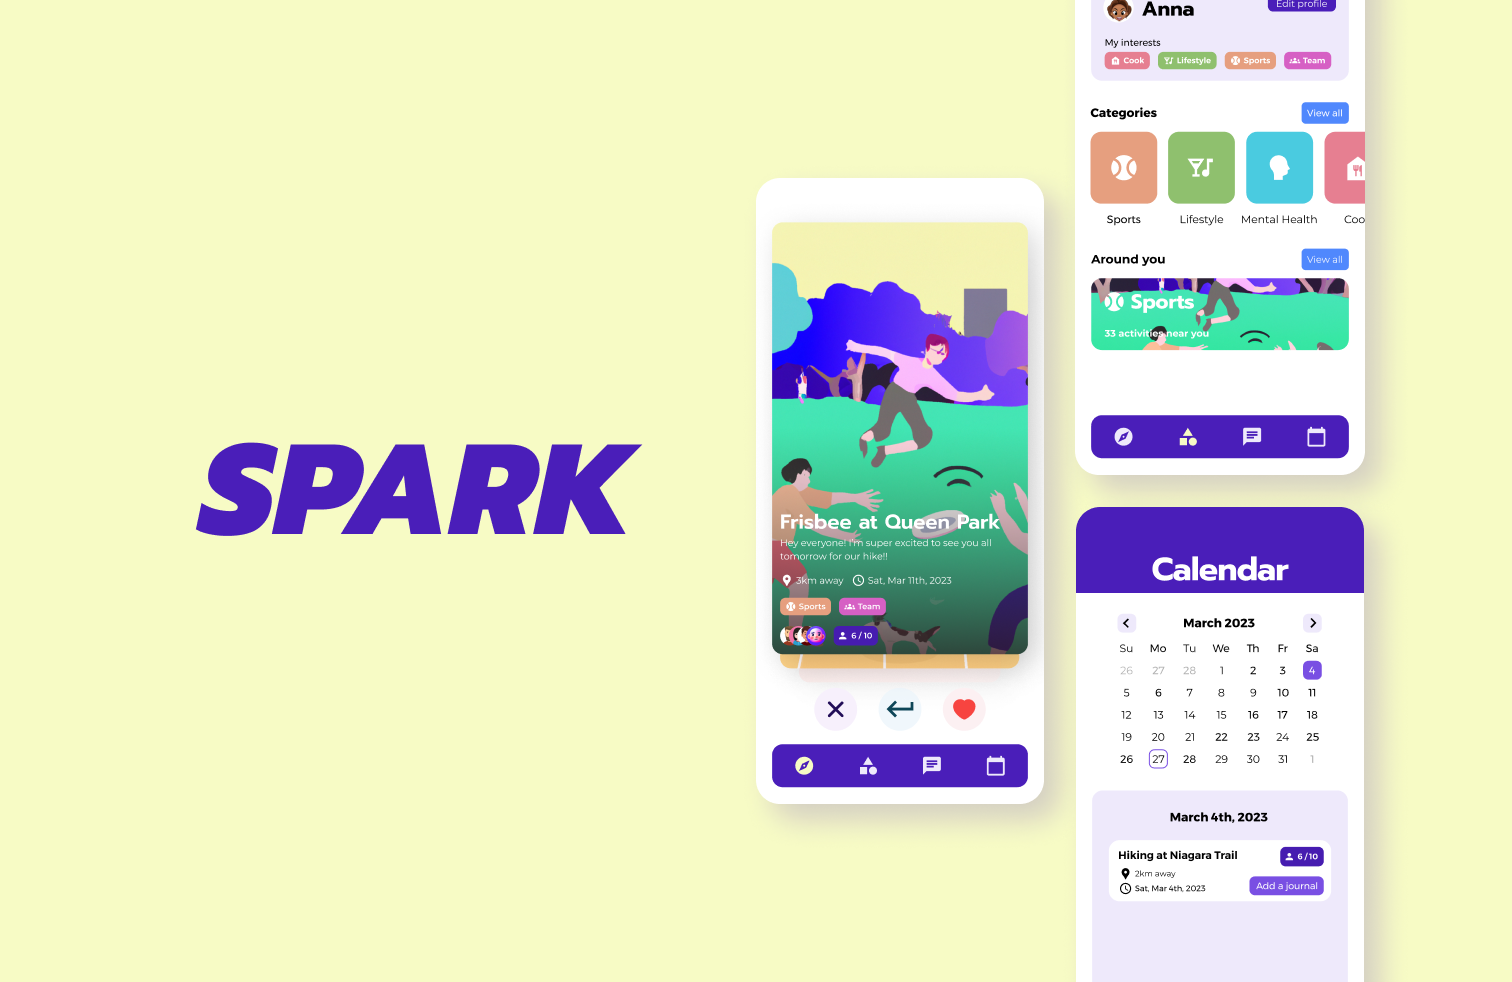 SPARK
Frisbee at Queen Park
Hey everyone! I'm super excited to see you all
tomorrow for our hike!!
3km away Sat, Mar 11th, 2023
Sports Team
6 / 10
Anna
Edit profile
My interests
Cook Lifestyle Sports Team
Categories
View all
Sports Lifestyle Mental Health Coo
Around you
View all
Sports
33 activities near you
Calendar
March 2023
Su Mo Tu We Th Fr Sa
26 27 28 1 2 3 4
5 6 7 8 9 10 11
12 13 14 15 16 17 18
19 20 21 22 23 24 25
26 27 28 29 30 31 1
March 4th, 2023
Hiking at Niagara Trail
6 / 10
2km away
Sat, Mar 4th, 2023
Add a journal